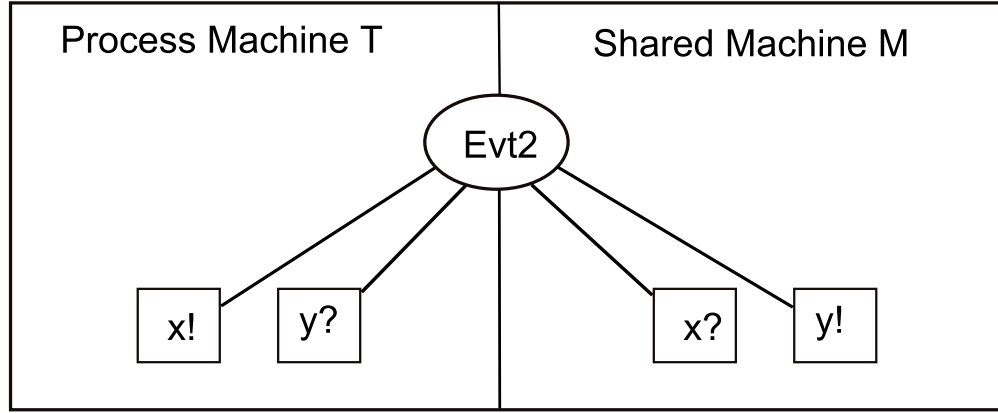 Process Machine T
Shared Machine M
Evt2
x!
y?
x?
y!